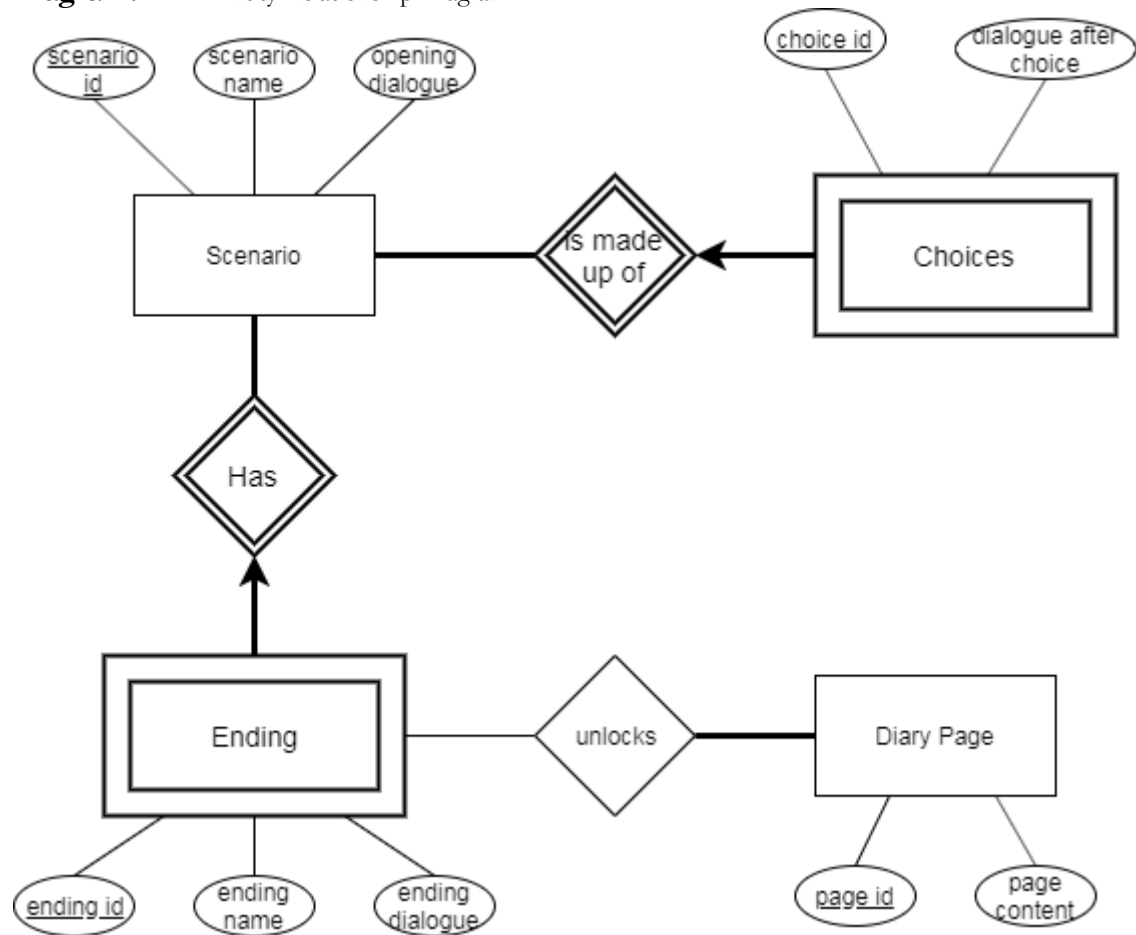 scenario
id
scenario
name
opening
dialogue
choice id
dialogue after
choice
Scenario
is made
up of
Choices
Has
Ending
unlocks
Diary Page
ending id
ending
name
ending
dialogue
page id
page
content